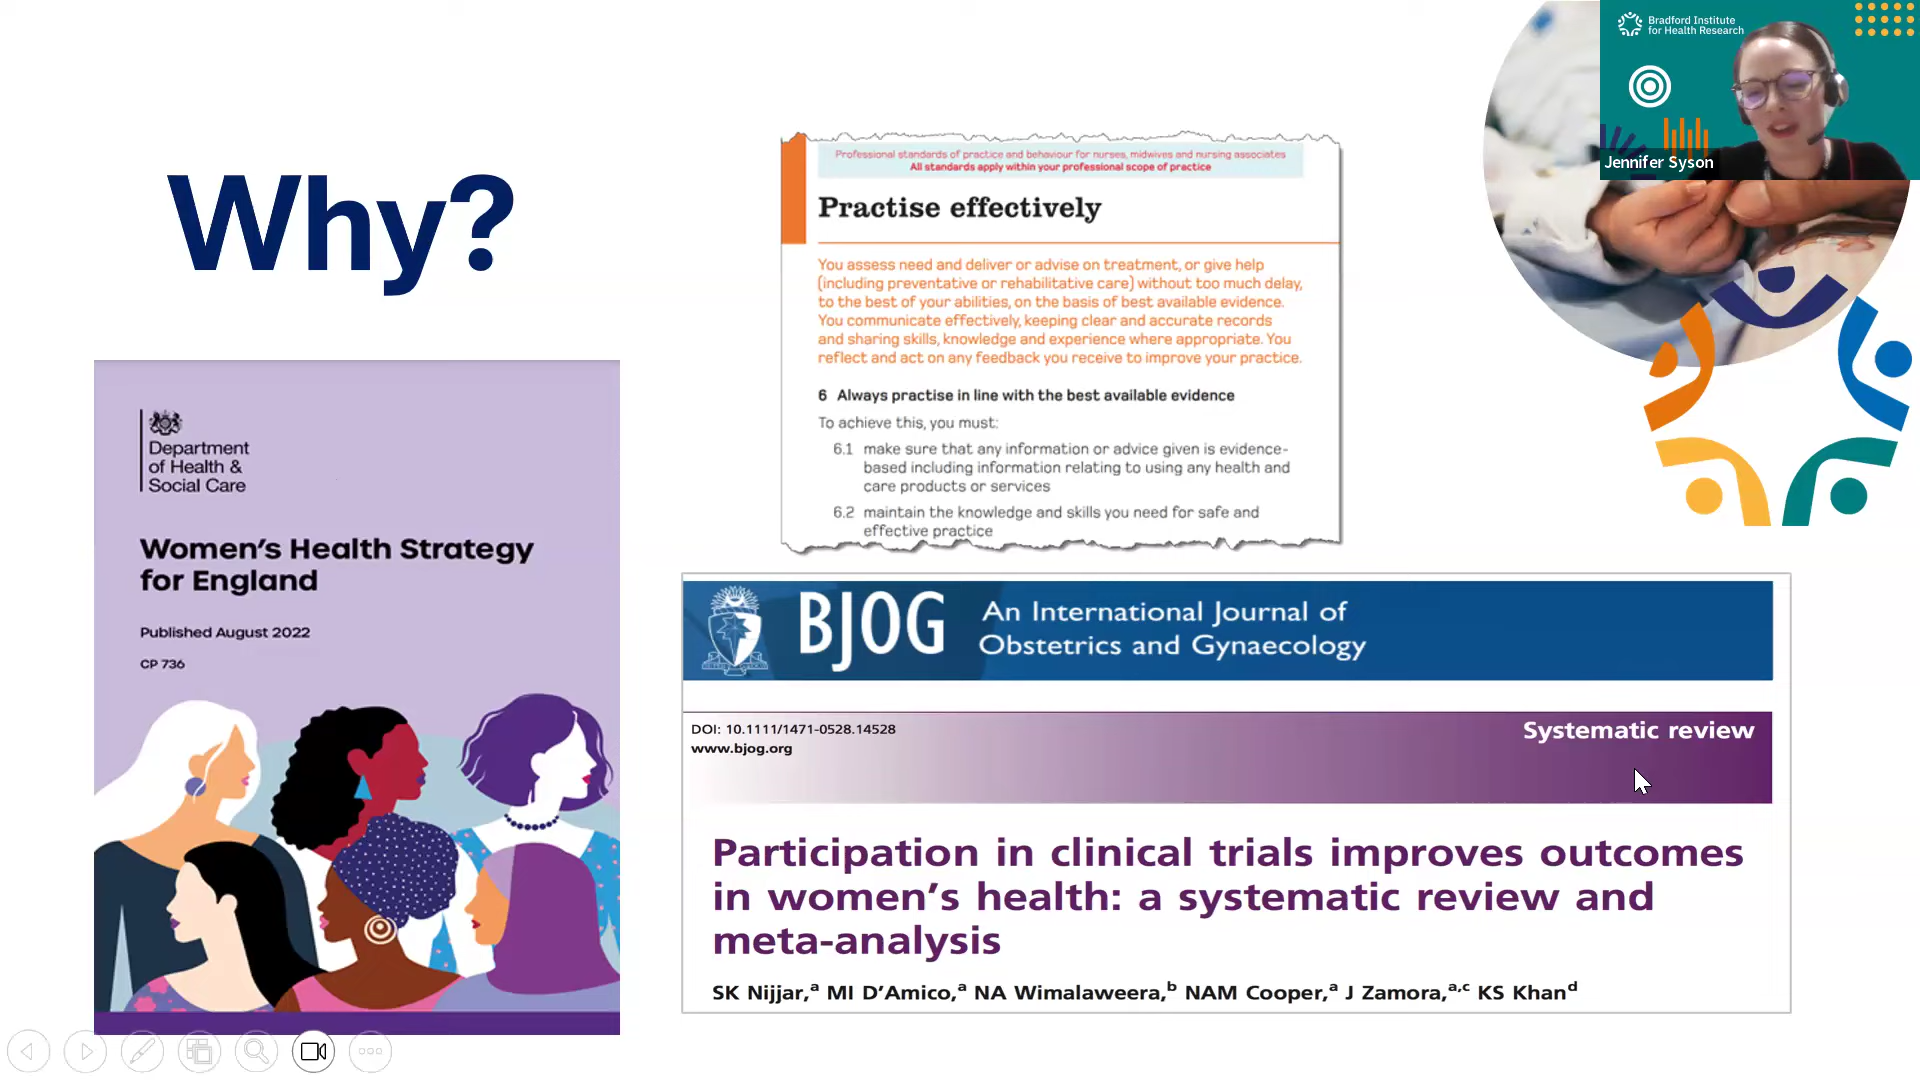 Bradford Institute
for Health Research
Jennifer Syson
Why?
Professional standards of practice and behaviour for nurses, midwives and nursing associates
All standards apply within your professional scope of practice
Practise effectively
You assess need and deliver or advise on treatment, or give help
(including preventative or rehabilitative care) without too much delay,
to the best of your abilities, on the basis of best available evidence.
You communicate effectively, keeping clear and accurate records
and sharing skills, knowledge and experience where appropriate. You
reflect and act on any feedback you receive to improve your practice.
6 Always practise in line with the best available evidence
To achieve this, you must:
6.1 make sure that any information or advice given is evidence-
based including information relating to using any health and
care products or services
6.2 maintain the knowledge and skills you need for safe and
effective practice
Department
of Health &
Social Care
Women's Health Strategy
for England
Published August 2022
CP 736
BJOG An International Journal of
Obstetrics and Gynaecology
DOI: 10.1111/1471-0528.14528
www.bjog.org
Systematic review
Participation in clinical trials improves outcomes
in women's health: a systematic review and
meta-analysis
SK Nijjar,ᵃ MI D'Amico,ᵃ NA Wimalaweera,ᵇ NAM Cooper,ᵃ J Zamora,ᵃ,ᶜ KS Khanᵈ